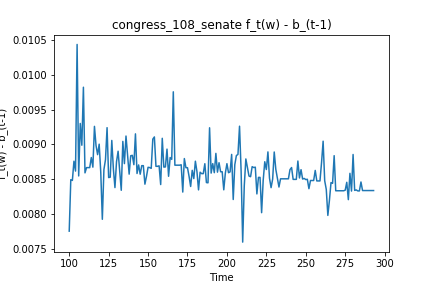 congress_108_senate f_t(w) - b_(t-1)
0.0105
0.0100
0.0095
0.0090
0.0085
0.0080
0.0075
f_t(w) - b_(t-1)
100 125 150 175 200 225 250 275 300
Time